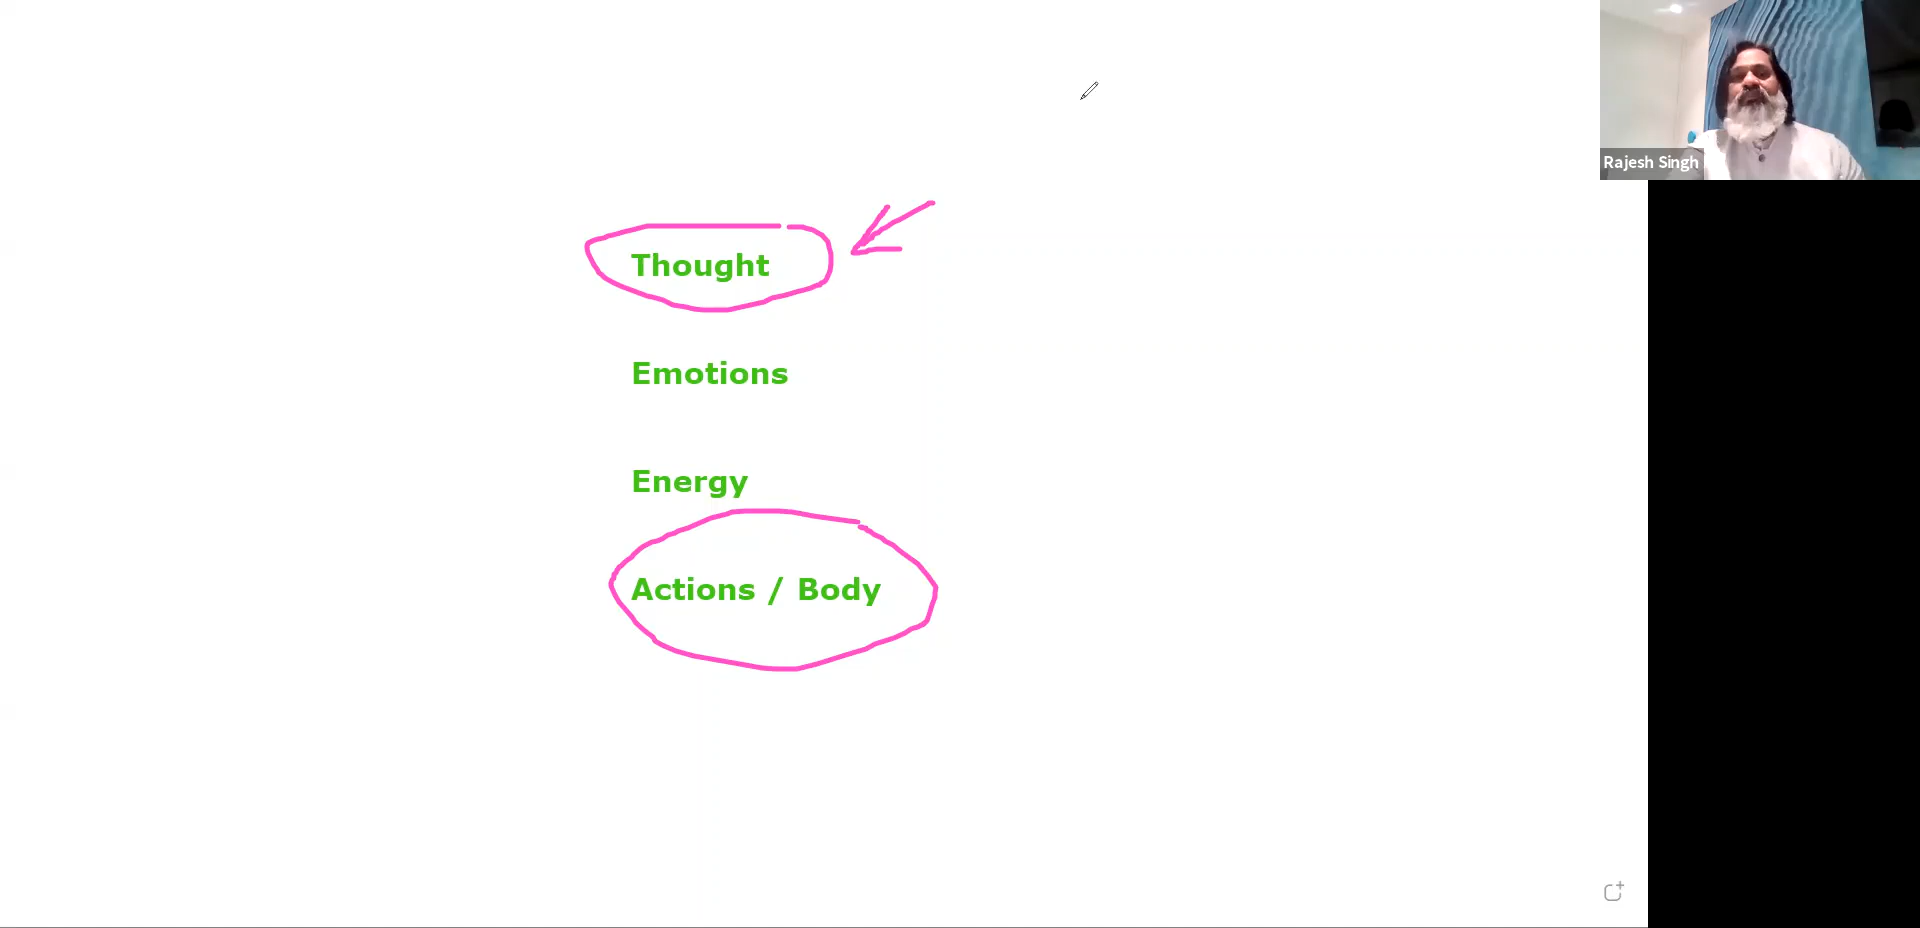 Rajesh Singh
Thought
Emotions
Energy
Actions / Body